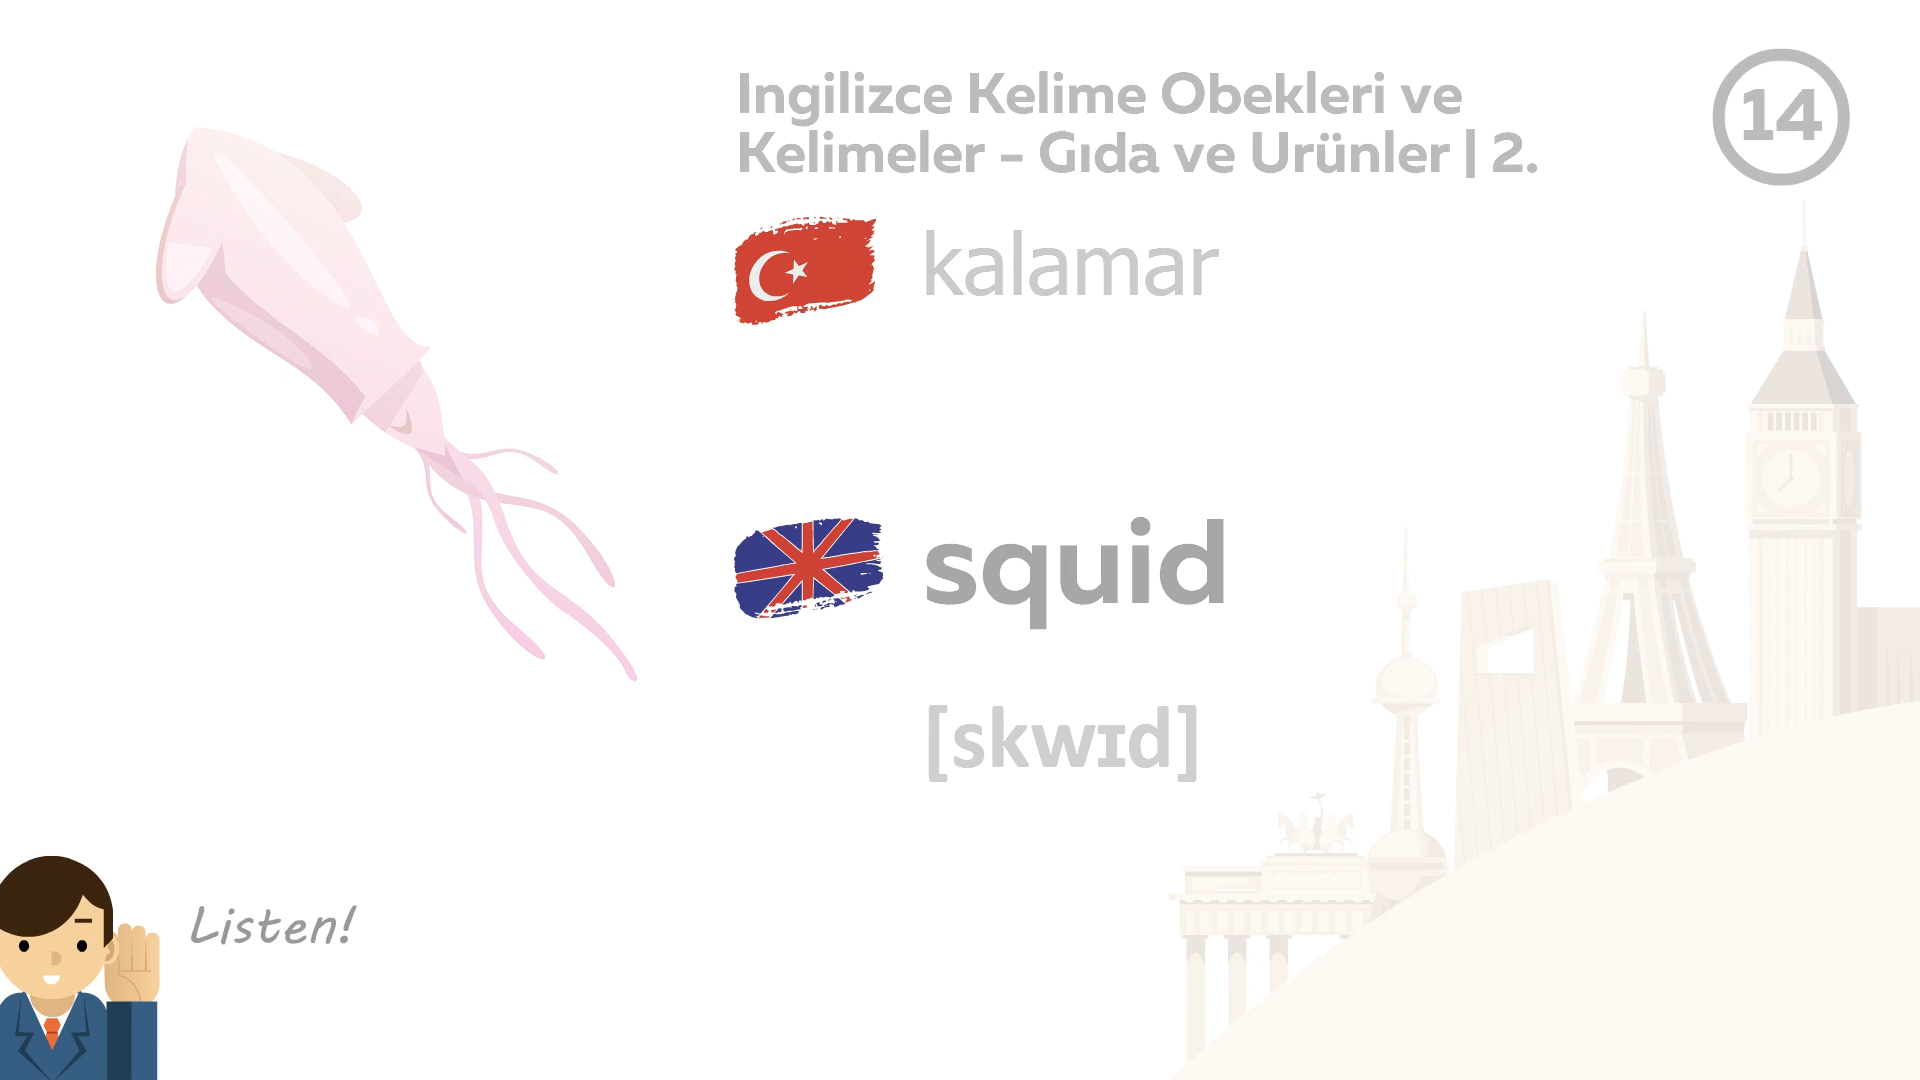 Ingilizce Kelime Obekleri ve
Kelimeler - Gıda ve Urünler | 2.
14
kalamar
squid
[skwɪd]
Listen!